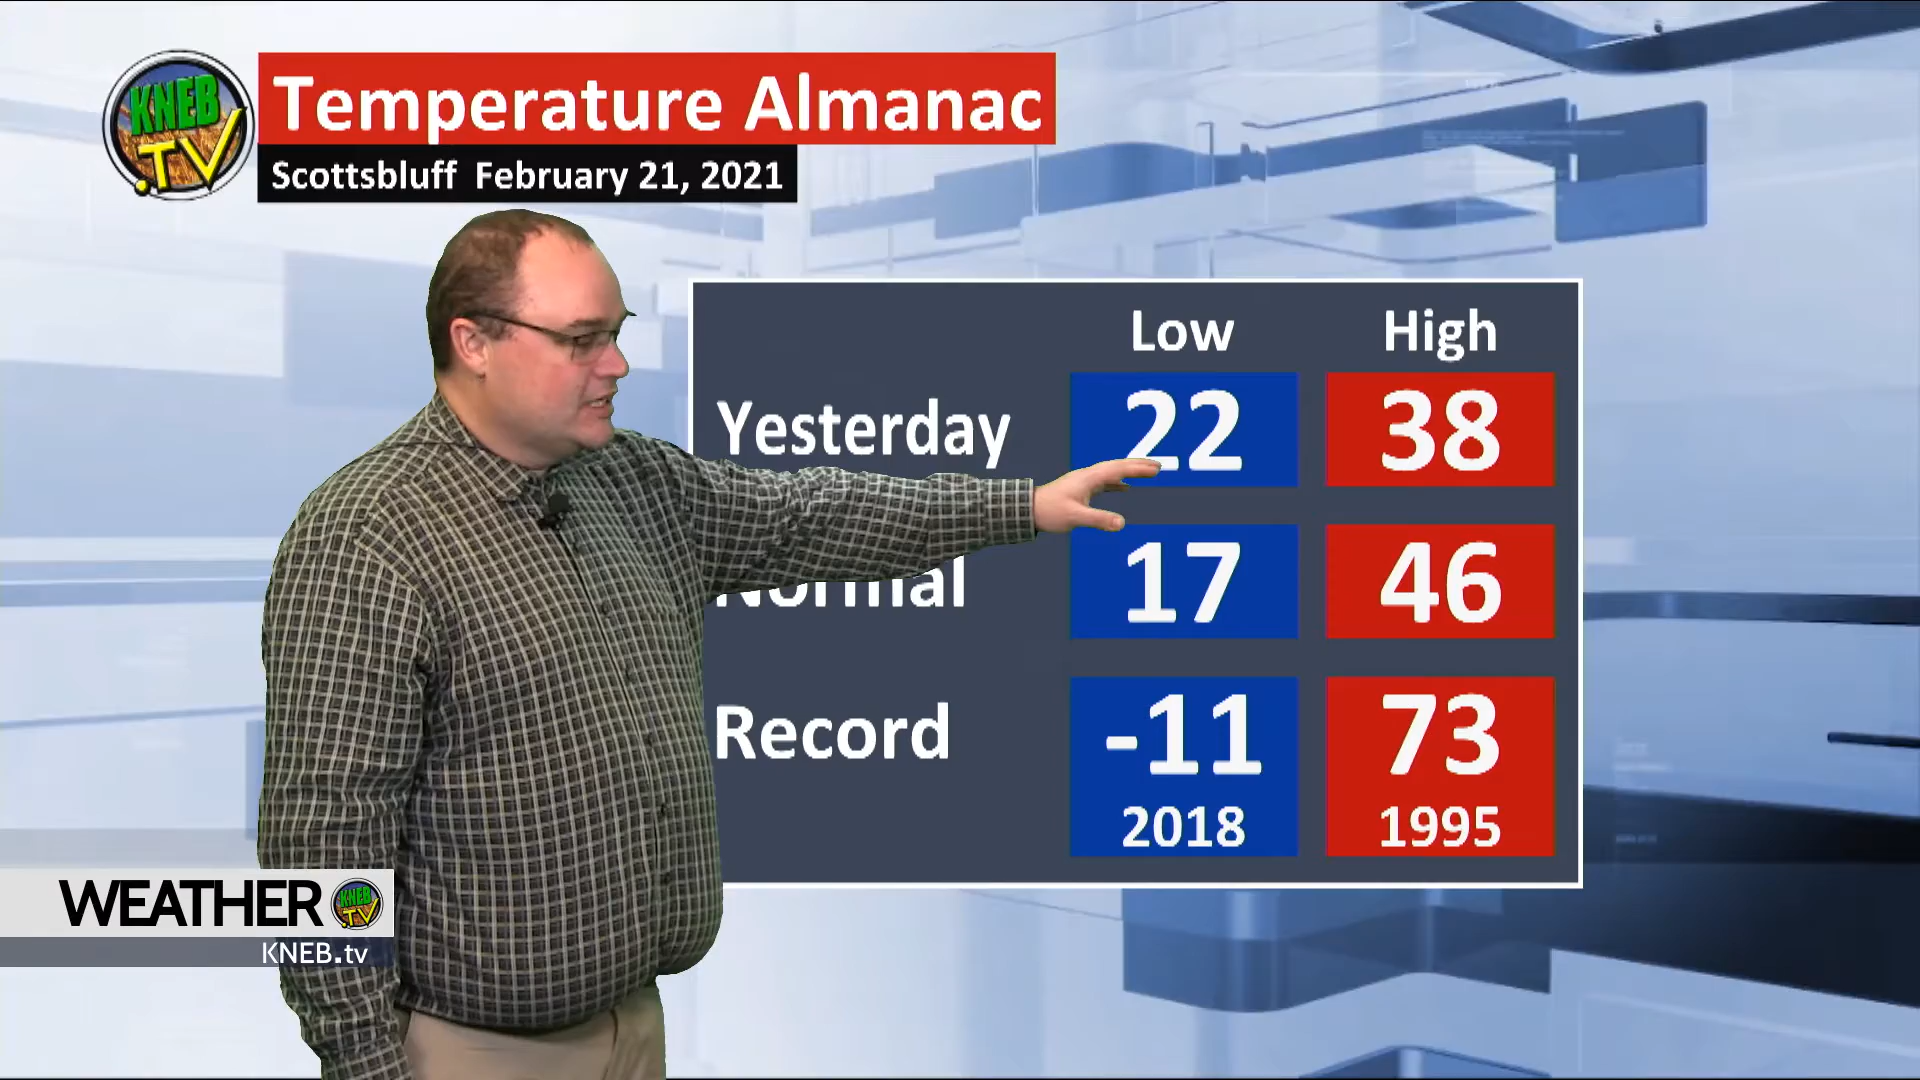 KNEB
.TV
Temperature Almanac
Scottsbluff February 21, 2021
Low High
Yesterday 22 38
Normal 17 46
Record -11 73
2018 1995
WEATHER KNEB .TV
KNEB.tv